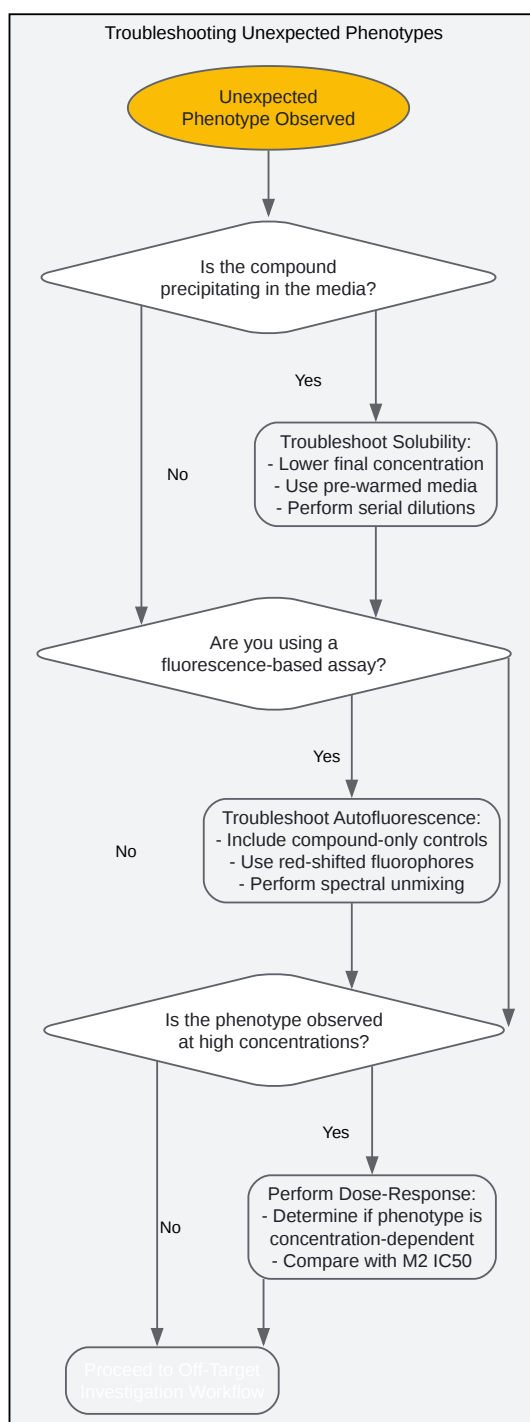 Troubleshooting Unexpected Phenotypes
Unexpected
Phenotype Observed
Is the compound
precipitating in the media?
Yes
Troubleshoot Solubility:
- Lower final concentration
- Use pre-warmed media
- Perform serial dilutions
No
Are you using a
fluorescence-based assay?
Yes
Troubleshoot Autofluorescence:
- Include compound-only controls
- Use red-shifted fluorophores
- Perform spectral unmixing
No
Is the phenotype observed
at high concentrations?
Yes
Perform Dose-Response:
- Determine if phenotype is
concentration-dependent
- Compare with M2 IC50
No
Proceed to Off-Target
Investigation Workflow